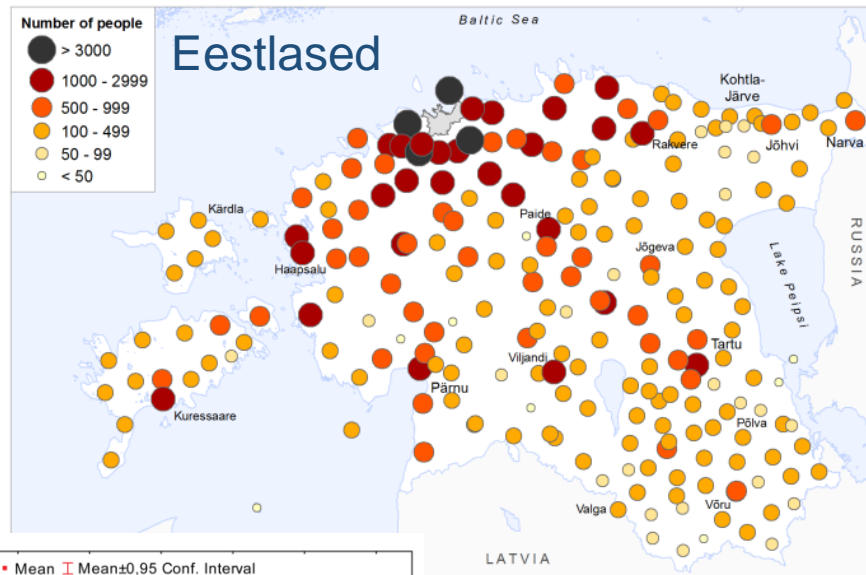 Baltic Sea
Number of people
> 3000
1000 - 2999
500 - 999
100 - 499
50 - 99
< 50
Eestlased
Kohtla-
Järve
Rakvere
Jõhvi
Narva
Kärdla
Paide
Haapsalu
Jõgeva
RUSSIA
Lake Peipsi
Tartu
Viljandi
Pärnu
Kuressaare
Põlva
Valga
Võru
LATVIA
Mean Mean±0,95 Conf. Interval